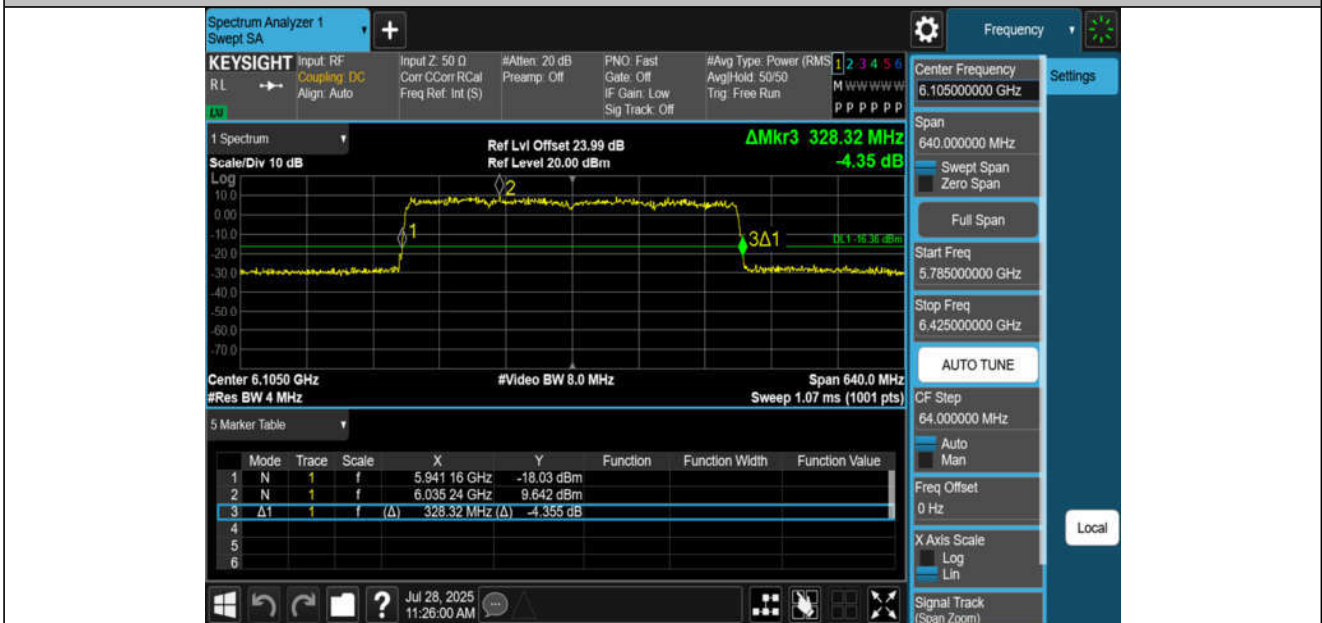 Spectrum Analyzer 1
Swept SA
+
Frequency
KEYSIGHT
RL
LXI
Input: RF
Coupling: DC
Align: Auto
Input Z: 50 Ω
Corr CCorr RCal
Freq Ref: Int (S)
#Atten: 20 dB
Preamp: Off
PNO: Fast
Gate: Off
IF Gain: Low
Sig Track: Off
#Avg Type: Power (RMS
Avg|Hold: 50/50
Trig: Free Run
1 2 3 4 5 6
M W W W W W
P P P P P P
Center Frequency
6.105000000 GHz
Settings
Span
640.000000 MHz
Swept Span
Zero Span
Full Span
Start Freq
5.785000000 GHz
Stop Freq
6.425000000 GHz
AUTO TUNE
CF Step
64.000000 MHz
Auto
Man
Freq Offset
0 Hz
X Axis Scale
Log
Lin
Signal Track
(Span Zoom)
Local
1 Spectrum
Scale/Div 10 dB
Ref Lvl Offset 23.99 dB
Ref Level 20.00 dBm
ΔMkr3 328.32 MHz
-4.35 dB
Log
10.0
0.00
-10.0
-20.0
-30.0
-40.0
-50.0
-60.0
-70.0
1
2
3Δ1
DL1 -16.36 dBm
Center 6.1050 GHz
#Video BW 8.0 MHz
Span 640.0 MHz
#Res BW 4 MHz
Sweep 1.07 ms (1001 pts)
5 Marker Table
Mode Trace Scale X Y Function Function Width Function Value
1 N 1 f 5.941 16 GHz -18.03 dBm
2 N 1 f 6.035 24 GHz 9.642 dBm
3 Δ1 1 f (Δ) 328.32 MHz (Δ) -4.355 dB
4
5
6
?
Jul 28, 2025
11:26:00 AM